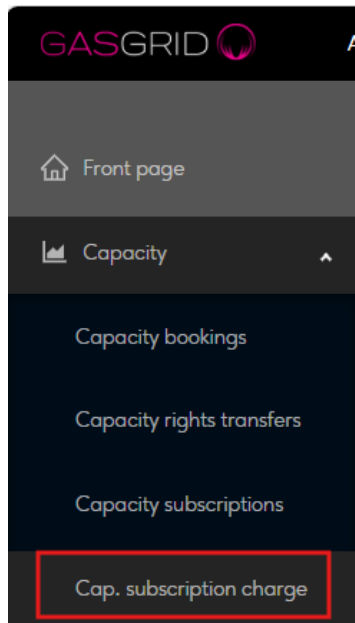 GASGRID
A
Front page
Capacity
Capacity bookings
Capacity rights transfers
Capacity subscriptions
Cap. subscription charge